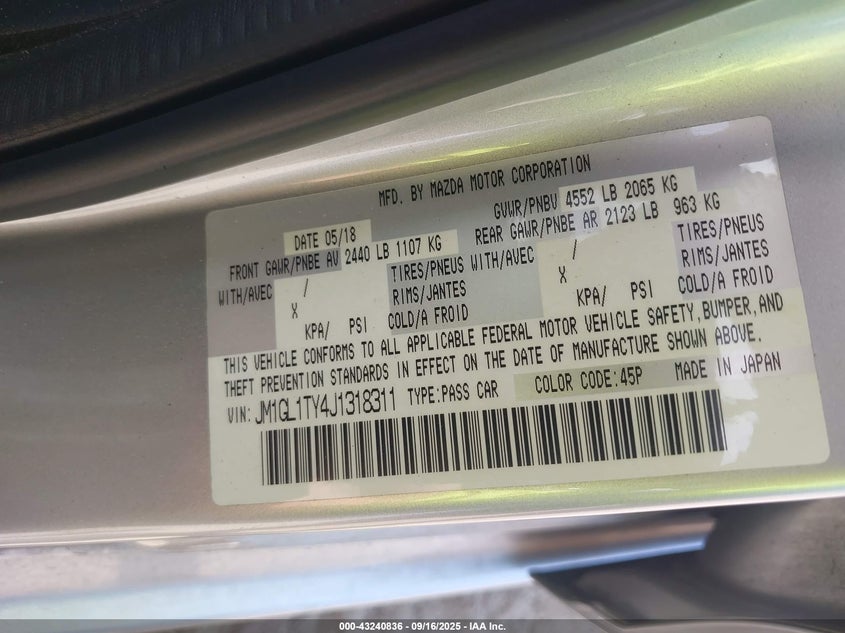 MFD. BY MAZDA MOTOR CORPORATION
DATE 05/18 GVWR/PNBV 4552 LB 2065 KG
FRONT GAWR/PNBE AV 2440 LB 1107 KG REAR GAWR/PNBE AR 2123 LB 963 KG
WITH/AVEC / TIRES/PNEUS WITH/AVEC / TIRES/PNEUS
X RIMS/JANTES X RIMS/JANTES
KPA/ PSI COLD/A FROID KPA/ PSI COLD/A FROID
THIS VEHICLE CONFORMS TO ALL APPLICABLE FEDERAL MOTOR VEHICLE SAFETY,BUMPER,AND
THEFT PREVENTION STANDARDS IN EFFECT ON THE DATE OF MANUFACTURE SHOWN ABOVE.
VIN: JM1GL1TY4J1318311 TYPE:PASS CAR COLOR CODE:45P MADE IN JAPAN
000-43240836 - 09/16/2025 - IAA Inc.